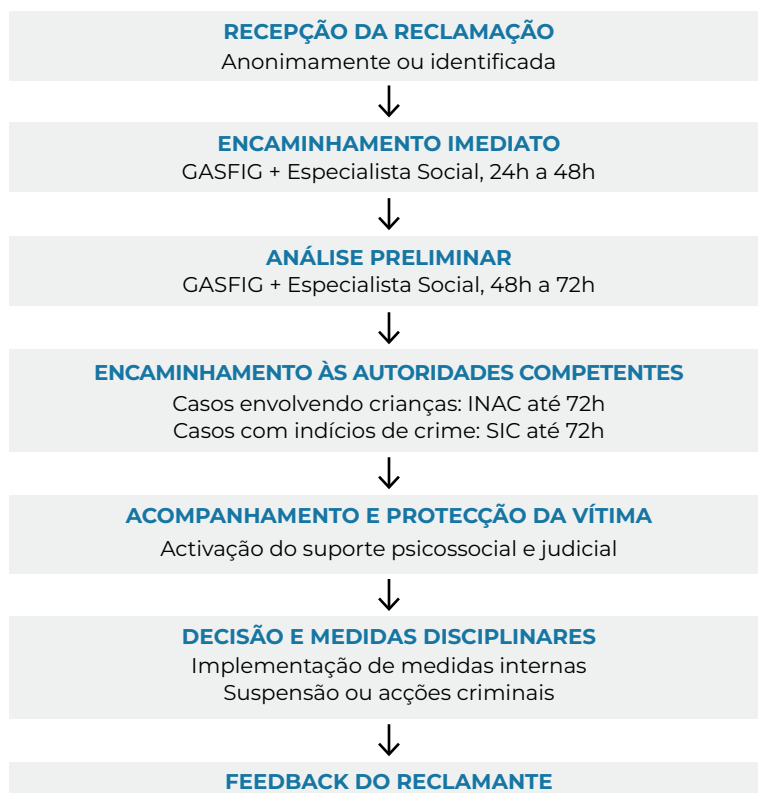 RECEPÇÃO DA RECLAMAÇÃO
Anonimamente ou identificada
ENCAMINHAMENTO IMEDIATO
GASFIG + Especialista Social, 24h a 48h
ANÁLISE PRELIMINAR
GASFIG + Especialista Social, 48h a 72h
ENCAMINHAMENTO ÀS AUTORIDADES COMPETENTES
Casos envolvendo crianças: INAC até 72h
Casos com indícios de crime: SIC até 72h
ACOMPANHAMENTO E PROTECÇÃO DA VÍTIMA
Activação do suporte psicossocial e judicial
DECISÃO E MEDIDAS DISCIPLINARES
Implementação de medidas internas
Suspensão ou acções criminais
FEEDBACK DO RECLAMANTE